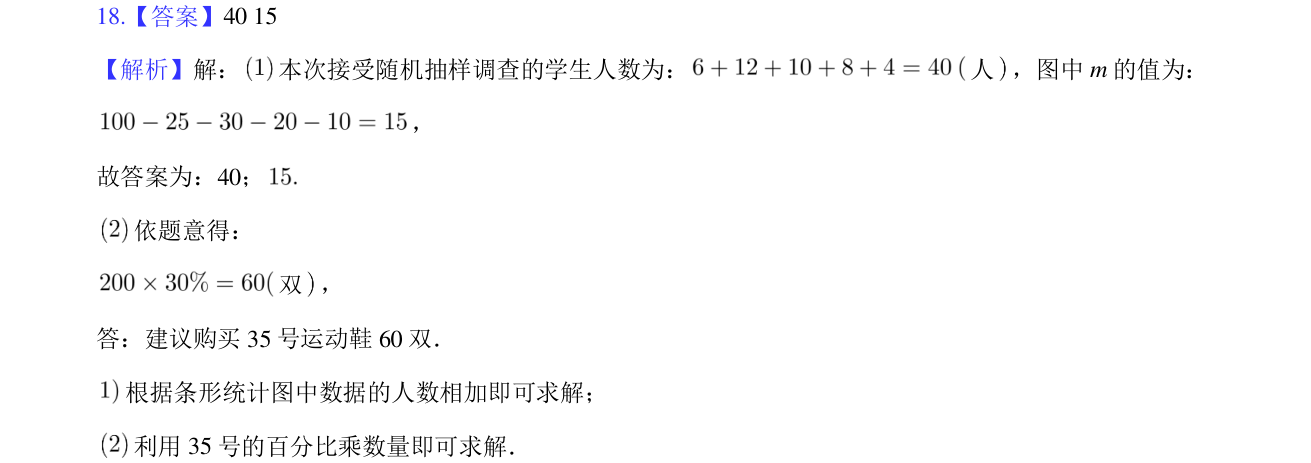 18.【答案】40 15
【解析】解：(1)本次接受随机抽样调查的学生人数为：6 + 12 + 10 + 8 + 4 = 40(人)，图中 m 的值为：
100 − 25 − 30 − 20 − 10 = 15，
故答案为：40；15.
(2)依题意得：
200 × 30% = 60(双)，
答：建议购买 35 号运动鞋 60 双．
1)根据条形统计图中数据的人数相加即可求解；
(2)利用 35 号的百分比乘数量即可求解．